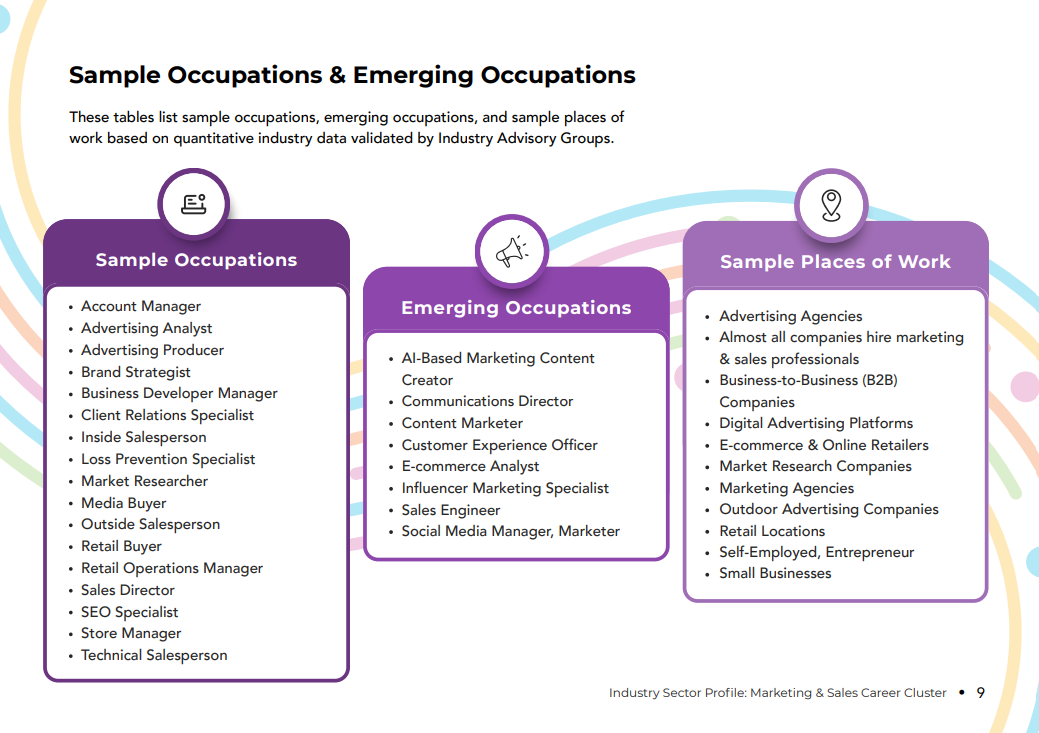 Sample Occupations & Emerging Occupations
These tables list sample occupations, emerging occupations, and sample places of
work based on quantitative industry data validated by Industry Advisory Groups.
Sample Occupations
• Account Manager
• Advertising Analyst
• Advertising Producer
• Brand Strategist
• Business Developer Manager
• Client Relations Specialist
• Inside Salesperson
• Loss Prevention Specialist
• Market Researcher
• Media Buyer
• Outside Salesperson
• Retail Buyer
• Retail Operations Manager
• Sales Director
• SEO Specialist
• Store Manager
• Technical Salesperson
Emerging Occupations
• AI-Based Marketing Content
Creator
• Communications Director
• Content Marketer
• Customer Experience Officer
• E-commerce Analyst
• Influencer Marketing Specialist
• Sales Engineer
• Social Media Manager, Marketer
Sample Places of Work
• Advertising Agencies
• Almost all companies hire marketing
& sales professionals
• Business-to-Business (B2B)
Companies
• Digital Advertising Platforms
• E-commerce & Online Retailers
• Market Research Companies
• Marketing Agencies
• Outdoor Advertising Companies
• Retail Locations
• Self-Employed, Entrepreneur
• Small Businesses
Industry Sector Profile: Marketing & Sales Career Cluster • 9